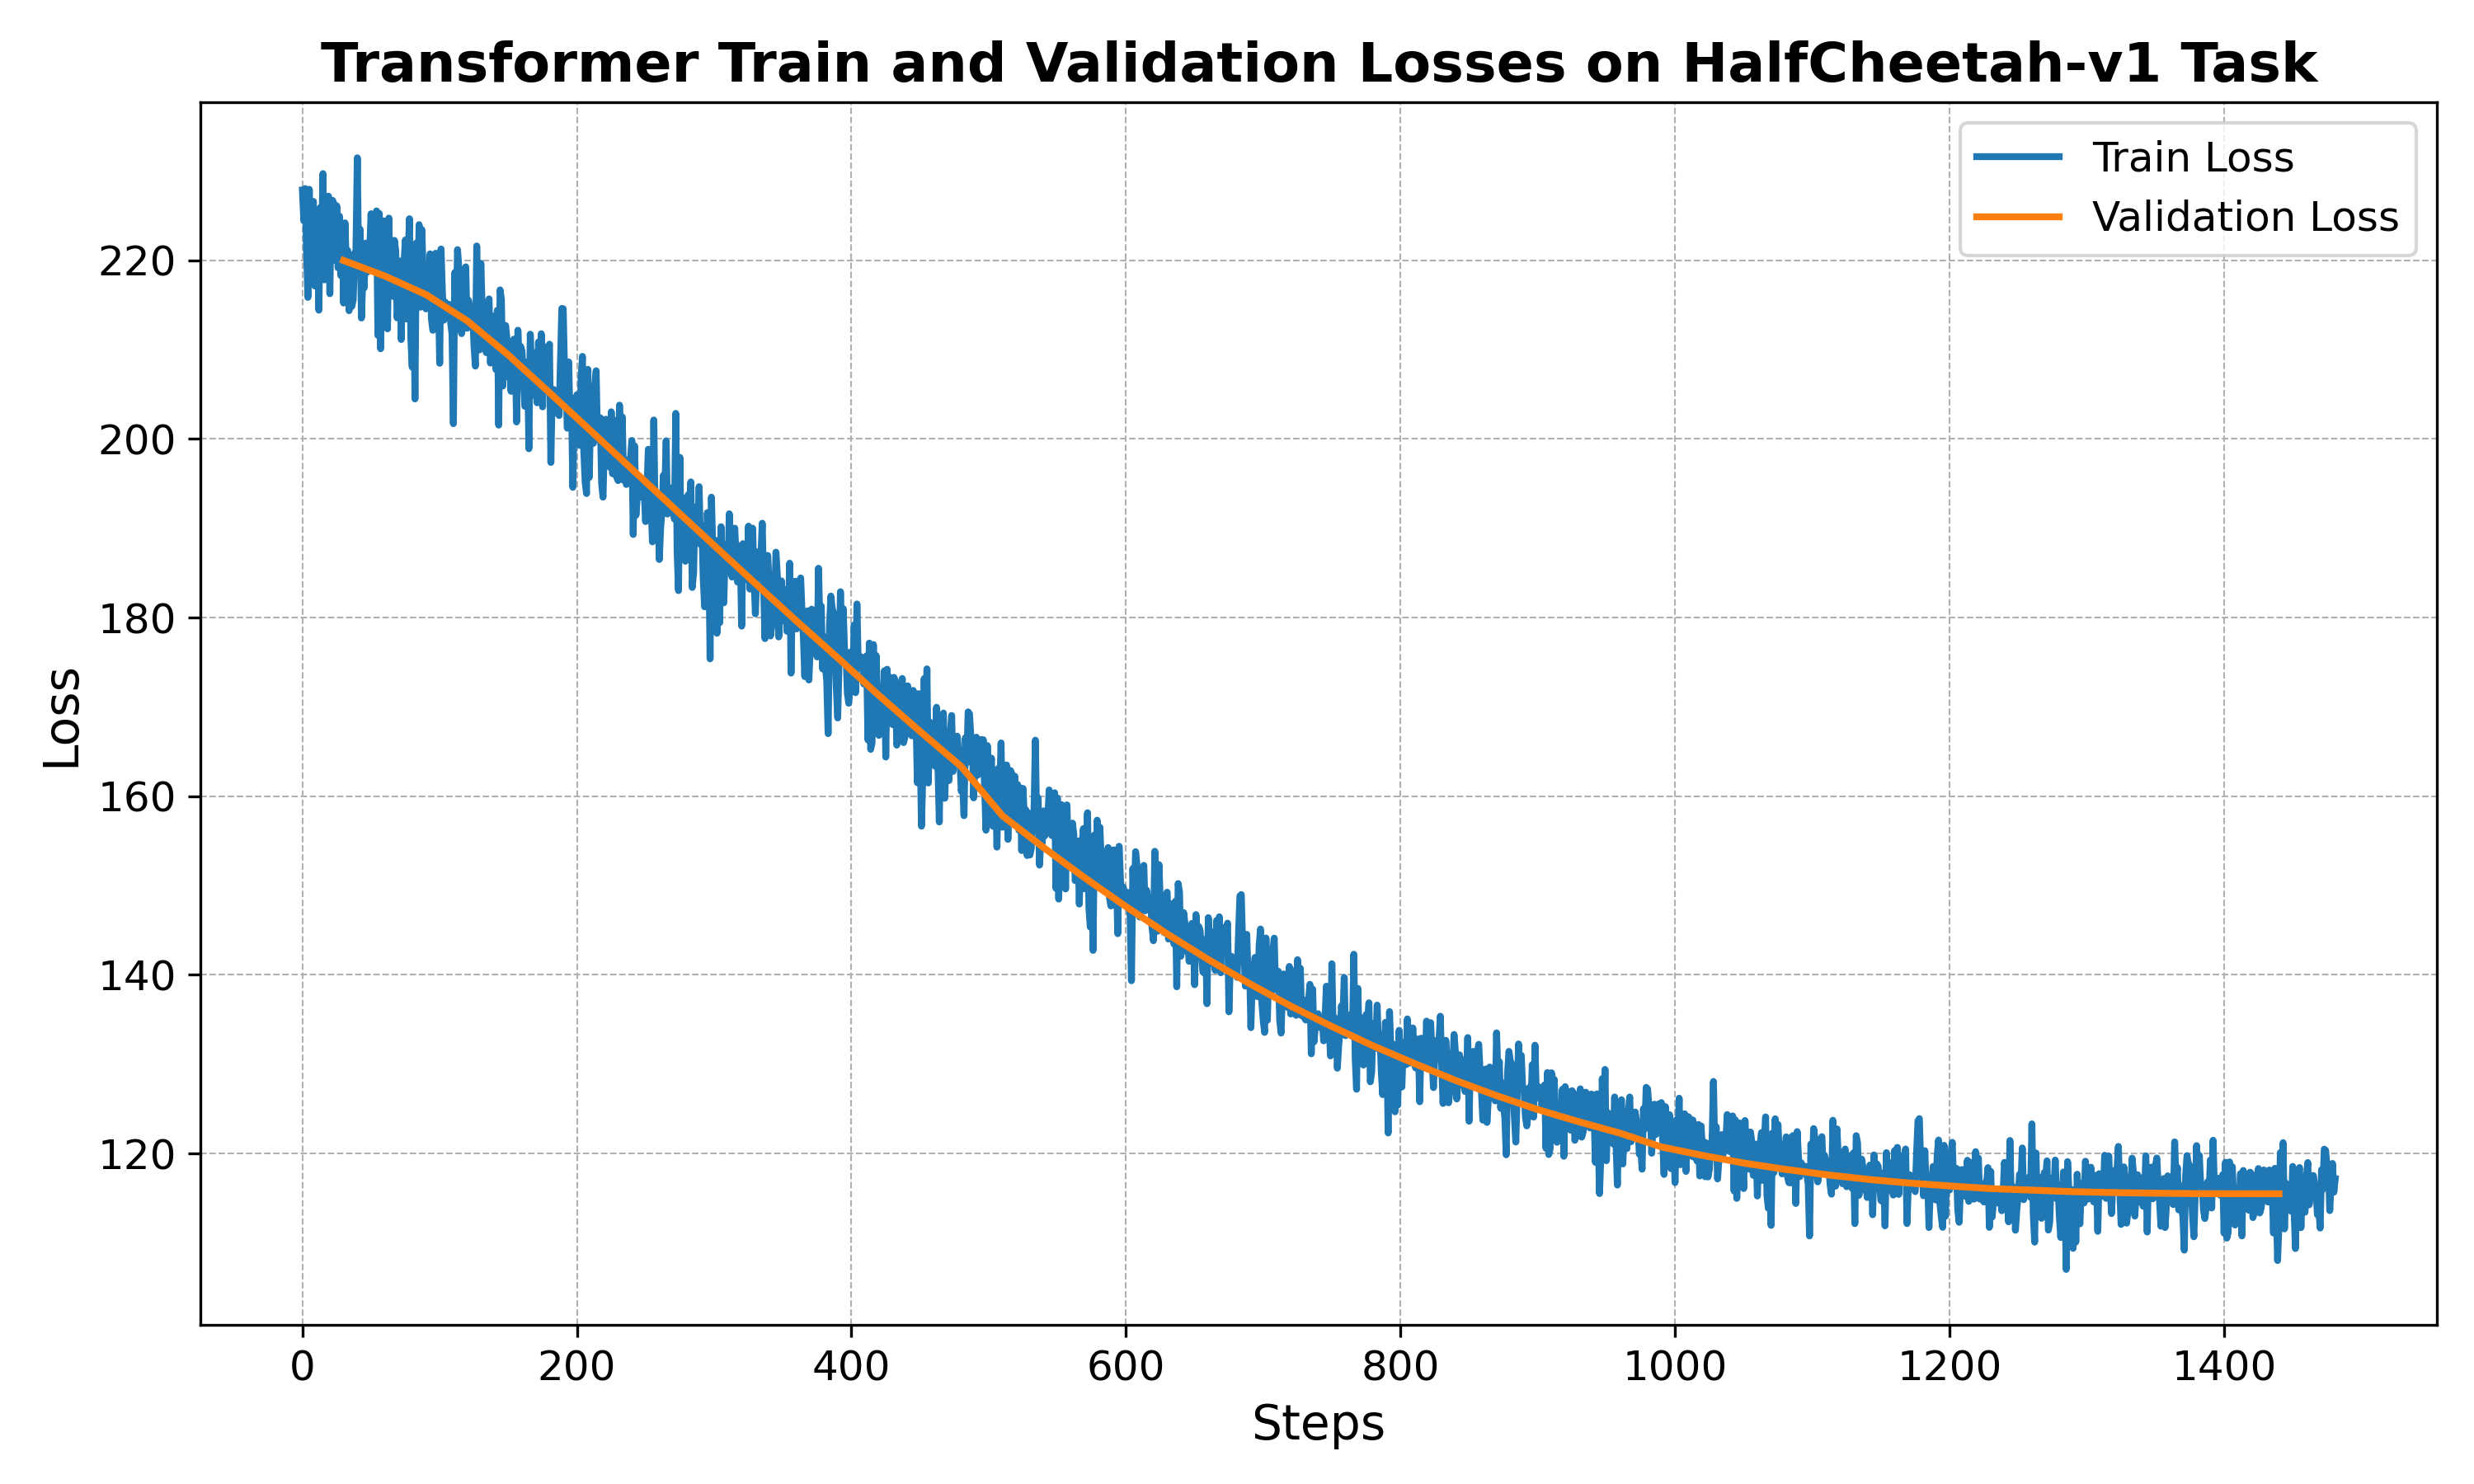 Transformer Train and Validation Losses on HalfCheetah-v1 Task
Train Loss
Validation Loss
Loss
220
200
180
160
140
120
0 200 400 600 800 1000 1200 1400
Steps